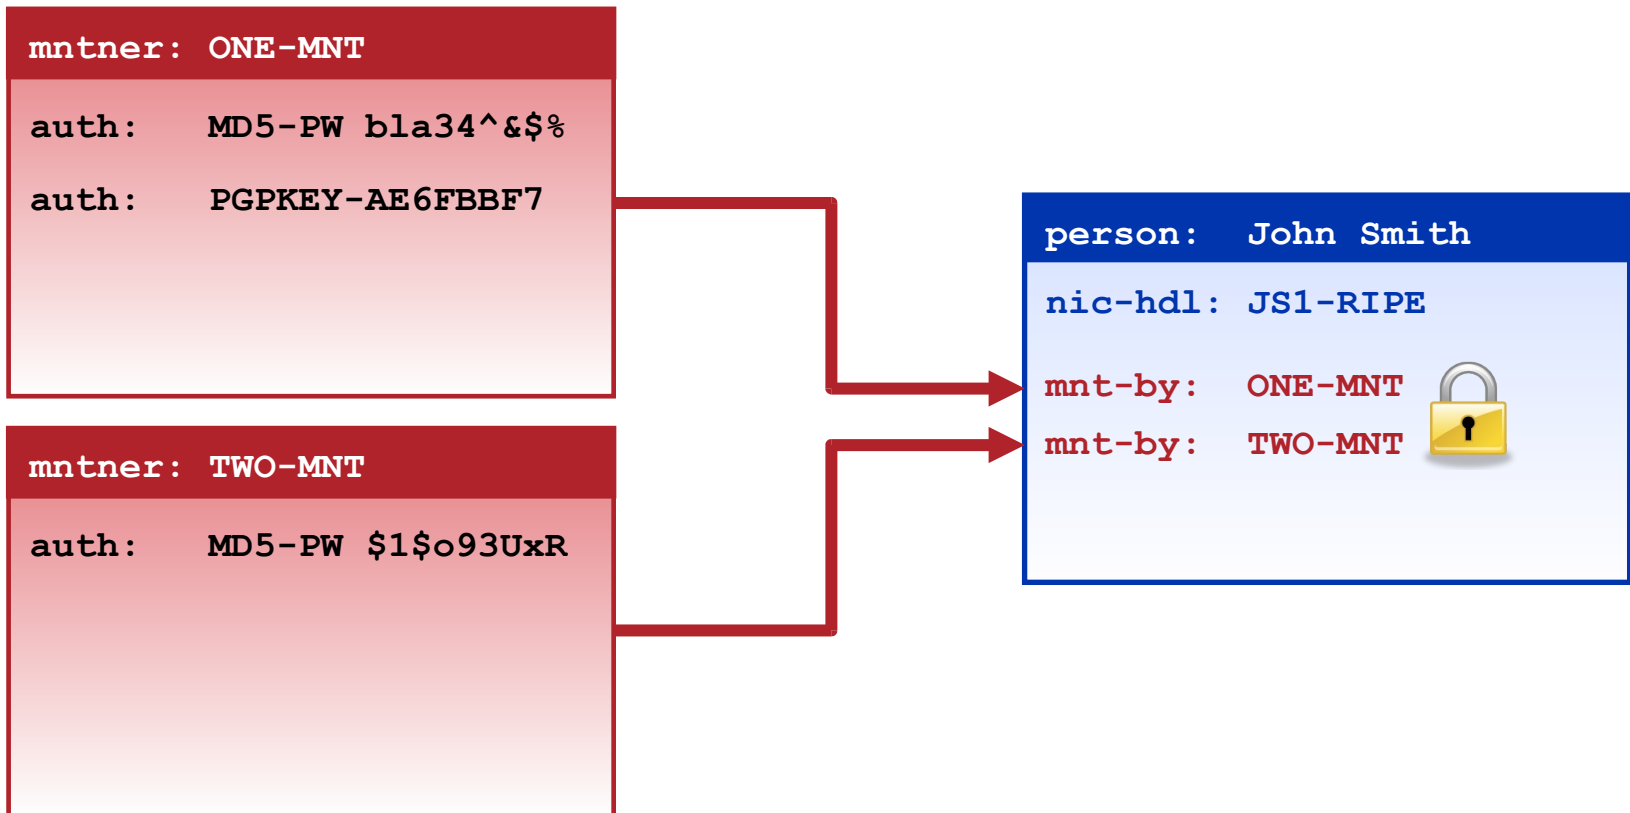 mntner: ONE-MNT
auth: MD5-PW bla34^&$%
auth: PGPKEY-AE6FBBF7
mntner: TWO-MNT
auth: MD5-PW $1$o93UxR
person: John Smith
nic-hdl: JS1-RIPE
mnt-by: ONE-MNT
mnt-by: TWO-MNT